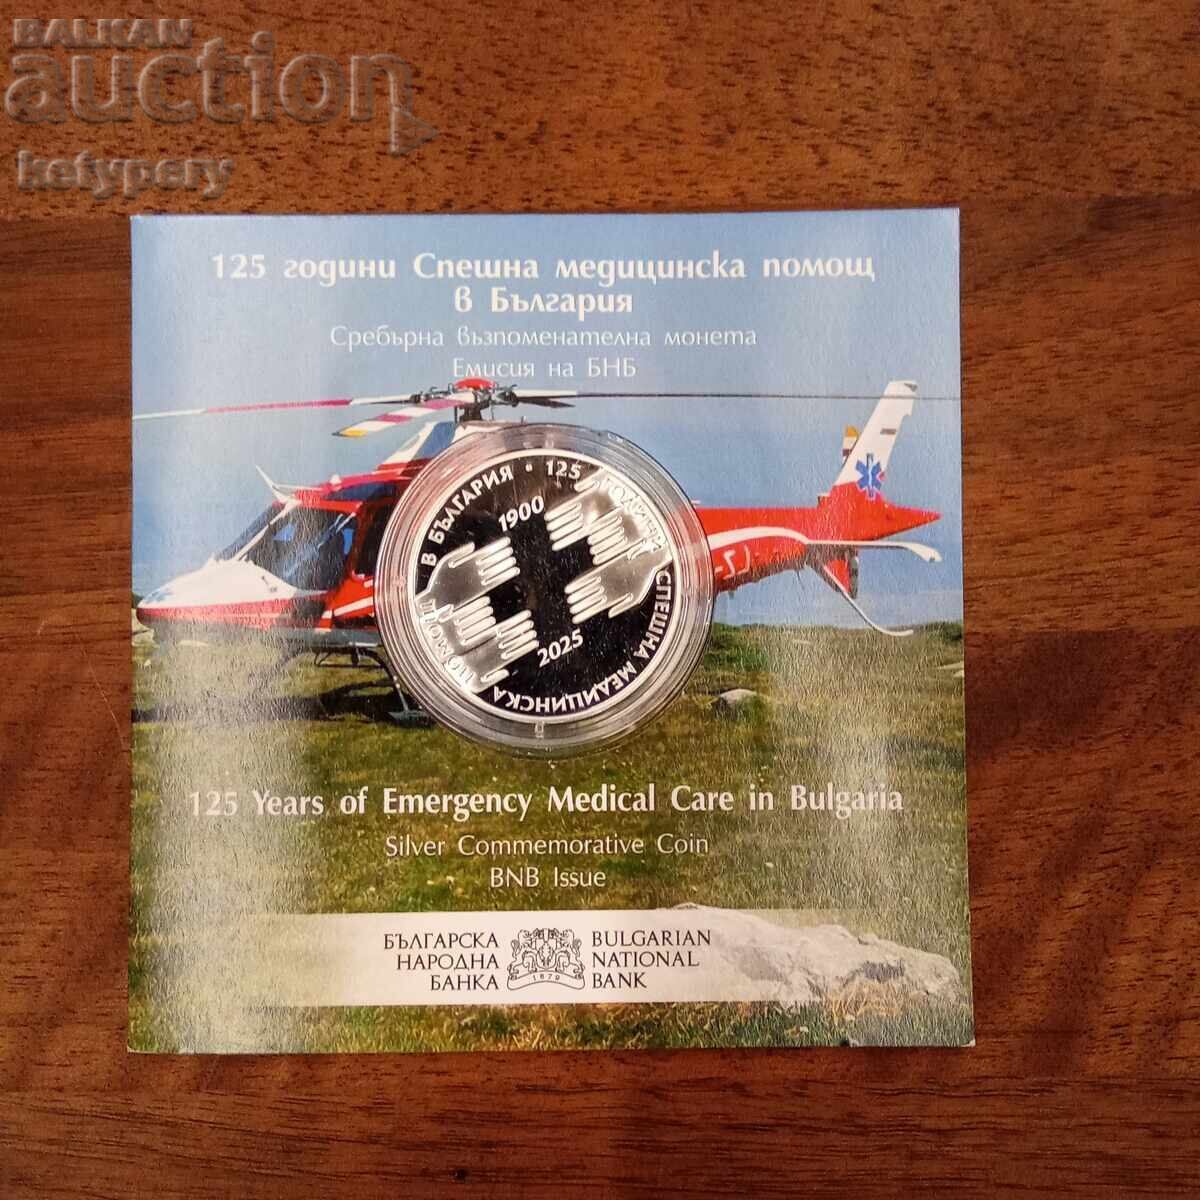 BALKAN
auction
ketypery
125 години Спешна медицинска помощ
в България
Сребърна възпоменателна монета
Емисия на БНБ
125 ГОДИНИ СПЕШНА МЕДИЦИНСКА ПОМОЩ В БЪЛГАРИЯ •
1900
2025
125 Years of Emergency Medical Care in Bulgaria
Silver Commemorative Coin
BNB Issue
БЪЛГАРСКА
НАРОДНА
БАНКА
1879
BULGARIAN
NATIONAL
BANK